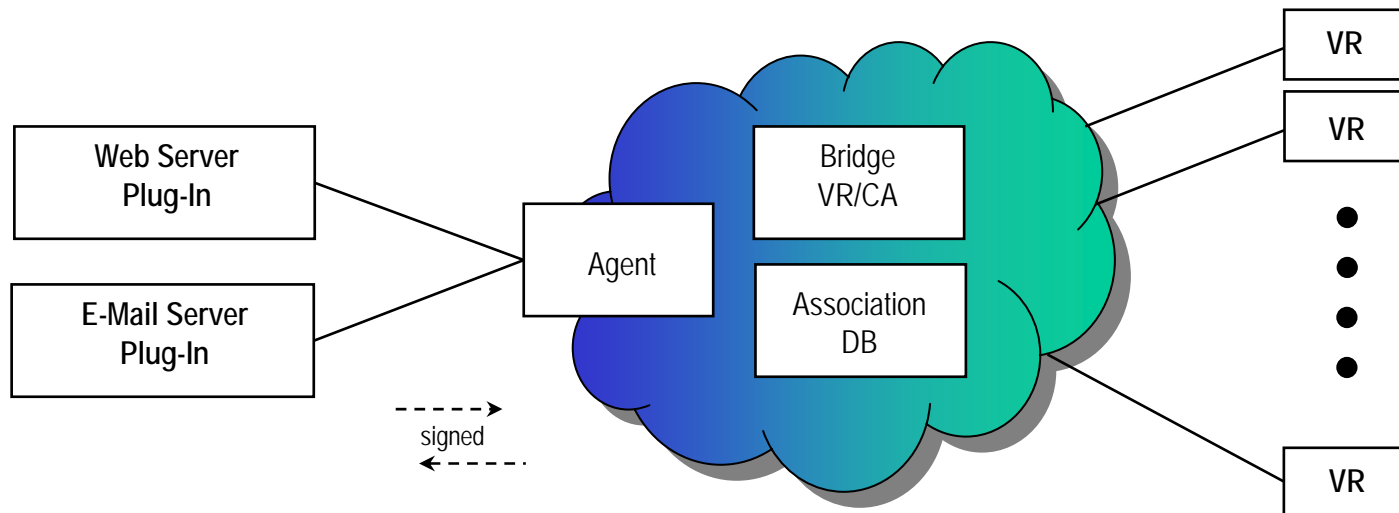 Web Server
Plug-In
E-Mail Server
Plug-In
Agent
signed
Bridge
VR/CA
Association
DB
VR
VR
VR